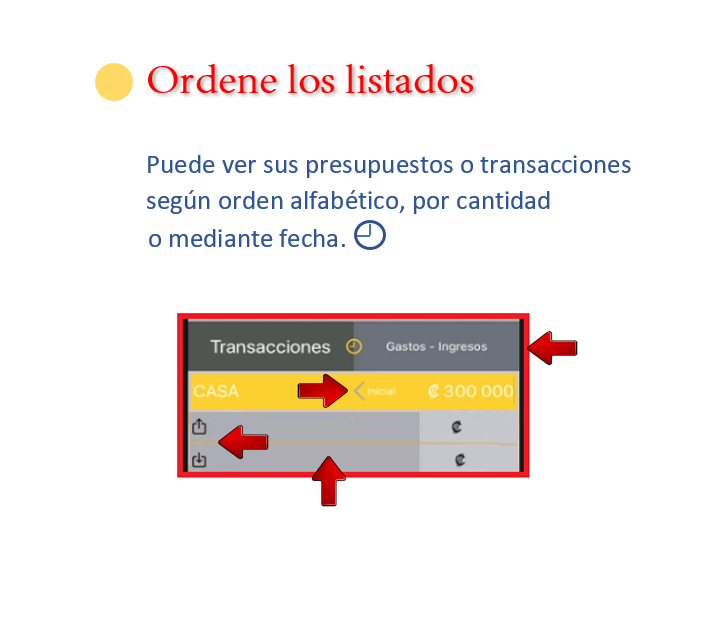 Ordene los listados
Puede ver sus presupuestos o transacciones
según orden alfabético, por cantidad
o mediante fecha.
Transacciones Gastos - Ingresos
CASA Inicial ₡ 300 000
₡
₡